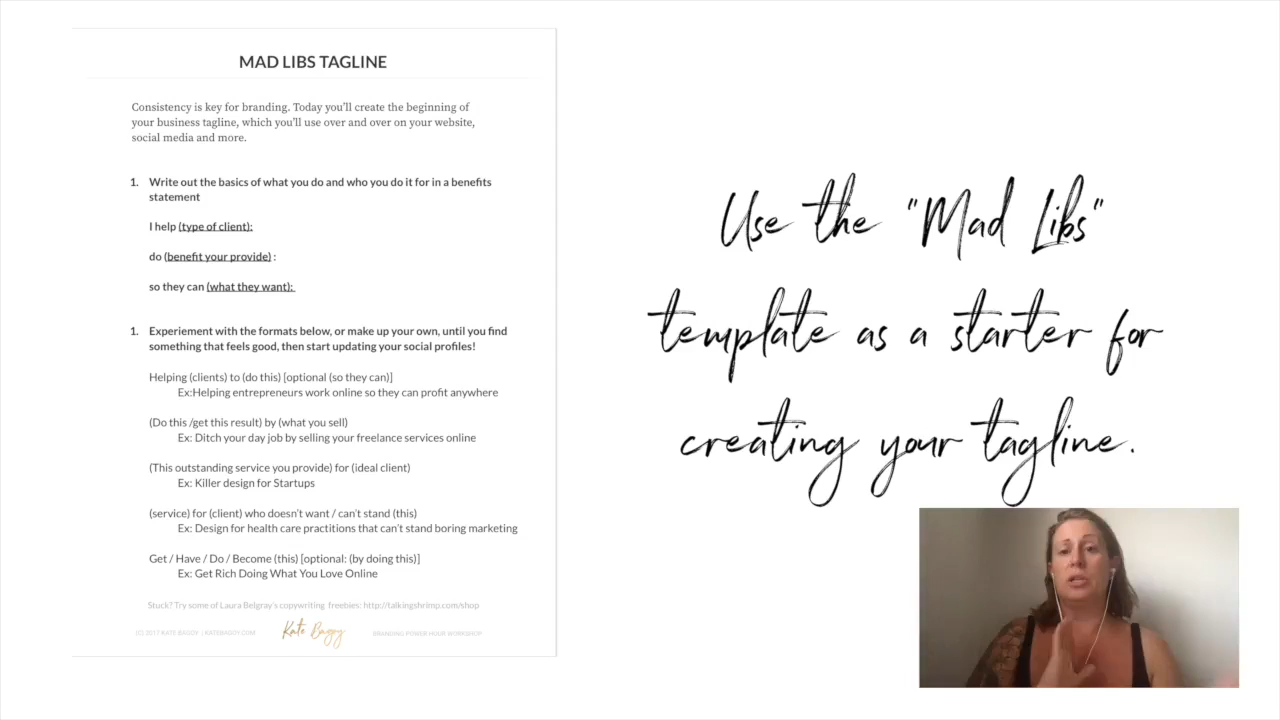 MAD LIBS TAGLINE
Consistency is key for branding. Today you'll create the beginning of
your business tagline, which you'll use over and over on your website,
social media and more.
1. Write out the basics of what you do and who you do it for in a benefits
statement
I help (type of client):
do (benefit your provide) :
so they can (what they want):
1. Experiement with the formats below, or make up your own, until you find
something that feels good, then start updating your social profiles!
Helping (clients) to (do this) [optional (so they can)]
Ex:Helping entrepreneurs work online so they can profit anywhere
(Do this /get this result) by (what you sell)
Ex: Ditch your day job by selling your freelance services online
(This outstanding service you provide) for (ideal client)
Ex: Killer design for Startups
(service) for (client) who doesn't want / can't stand (this)
Ex: Design for health care practitions that can't stand boring marketing
Get / Have / Do / Become (this) [optional: (by doing this)]
Ex: Get Rich Doing What You Love Online
Stuck? Try some of Laura Belgray's copywriting freebies: http://talkingshrimp.com/shop
(C) 2017 KATE BAGOY | KATEBAGOY.COM
Kate Bagoy
BRANDING POWER HOUR WORKSHOP
Use the "Mad Libs"
template as a starter for
creating your tagline.